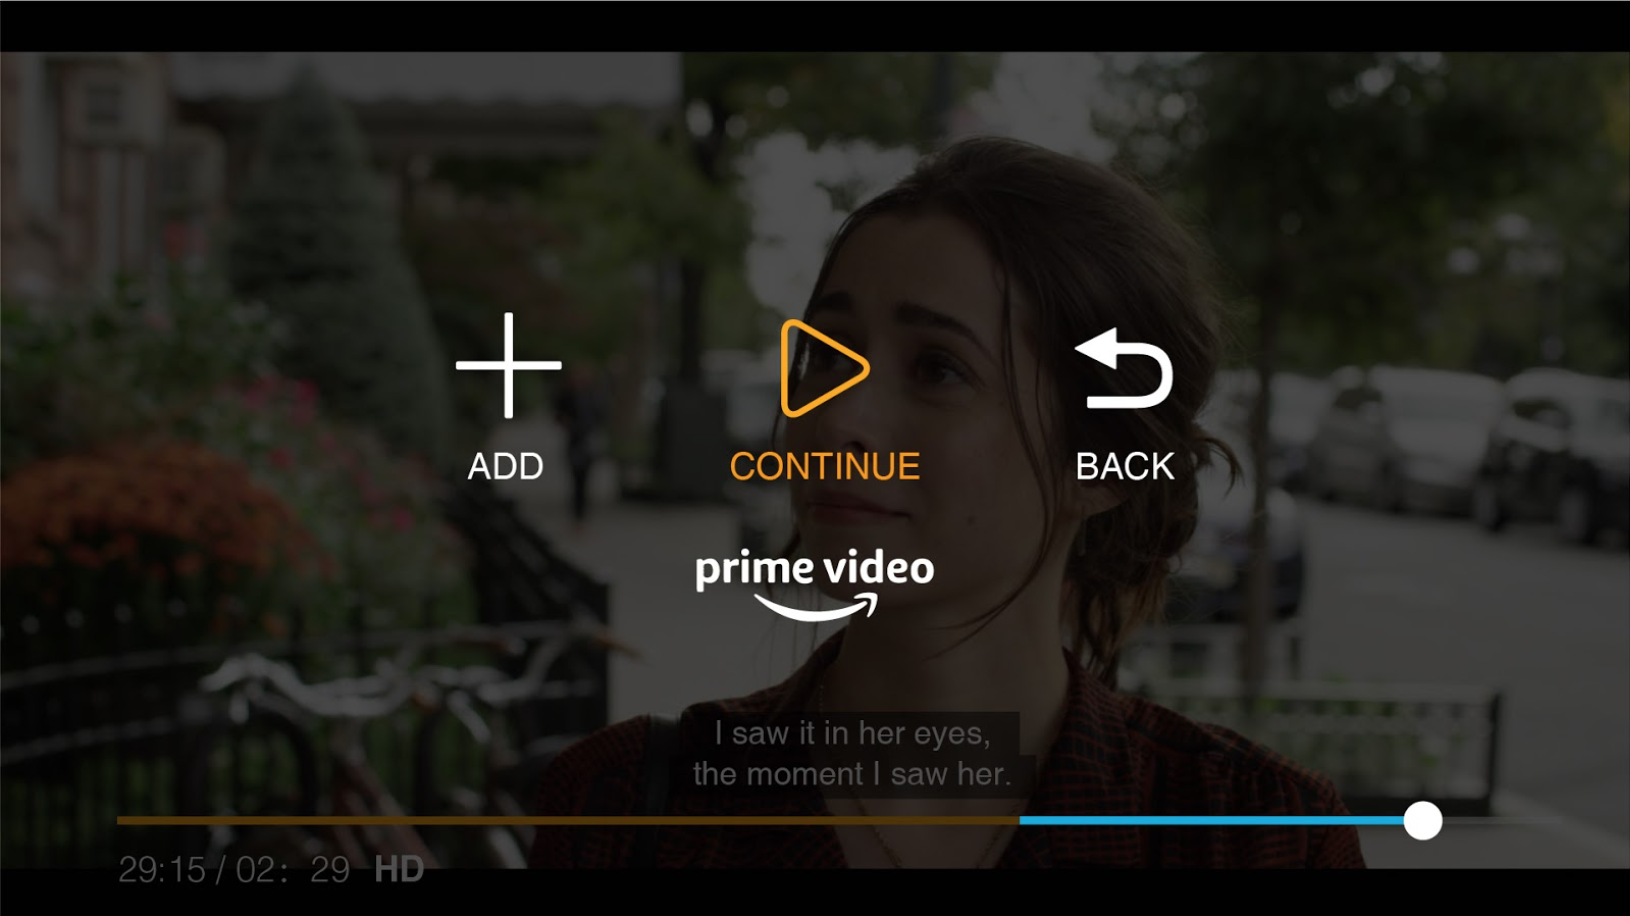 ADD
CONTINUE
BACK
prime video
I saw it in her eyes,
the moment I saw her.
29:15 / 02: 29 HD